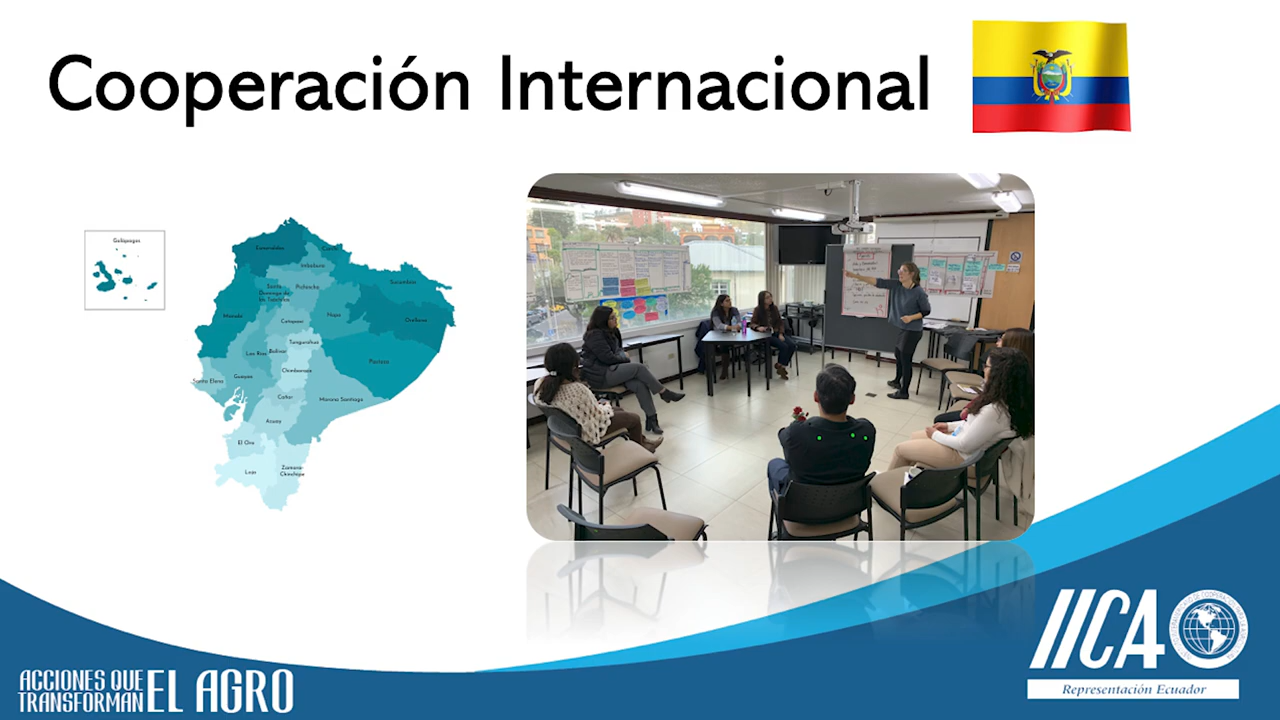 Cooperación Internacional
Galápagos
Esmeraldas
Carchi
Imbabura
Santo
Domingo de
los Tsáchilas
Pichincha
Sucumbíos
Manabí
Cotopaxi
Napo
Orellana
Tungurahua
Los Ríos
Bolívar
Pastaza
Chimborazo
Santa Elena
Guayas
Cañar
Morona Santiago
Azuay
El Oro
Loja
Zamora-
Chinchipe
IICA
Representación Ecuador
ACCIONES QUE
TRANSFORMAN EL AGRO